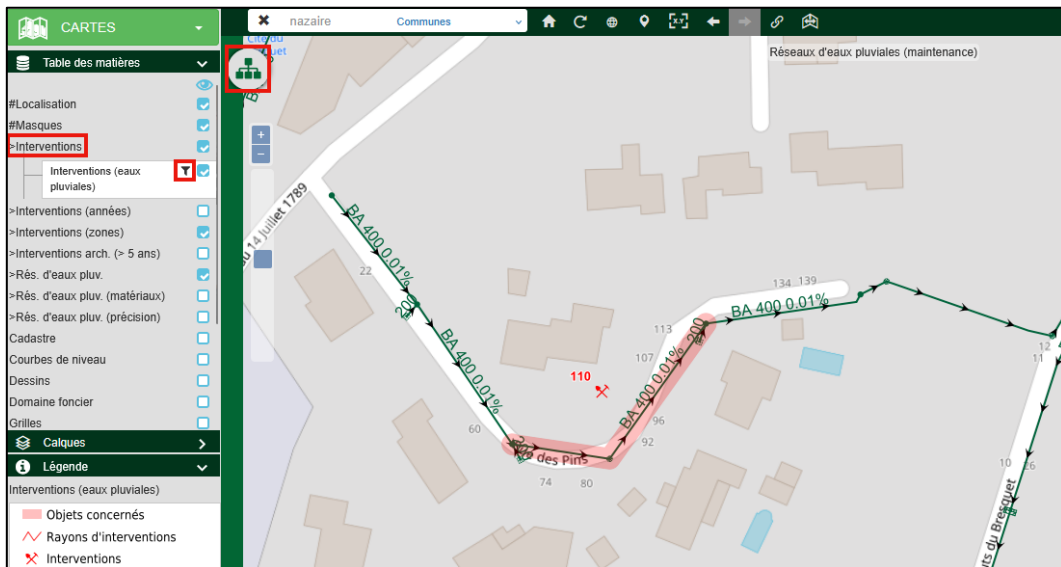 CARTES
nazaire
Communes
Table des matières
#Localisation
#Masques
>Interventions
Interventions (eaux
pluviales)
>Interventions (années)
>Interventions (zones)
>Interventions arch. (> 5 ans)
>Rés. d'eaux pluv.
>Rés. d'eaux pluv. (matériaux)
>Rés. d'eaux pluv. (précision)
Cadastre
Courbes de niveau
Dessins
Domaine foncier
Grilles
Calques
Légende
Interventions (eaux pluviales)
Objets concernés
Rayons d'interventions
Interventions
Réseaux d'eaux pluviales (maintenance)
Cité du
+
−
au 14 Juillet 1789
BA 400 0.01%
22
200
BA 400 0.01%
60
des Pins
74
80
92
96
107
113
110
BA 400 0.01%
200
134
139
BA 400 0.01%
12
11
10
26
du Bresquet